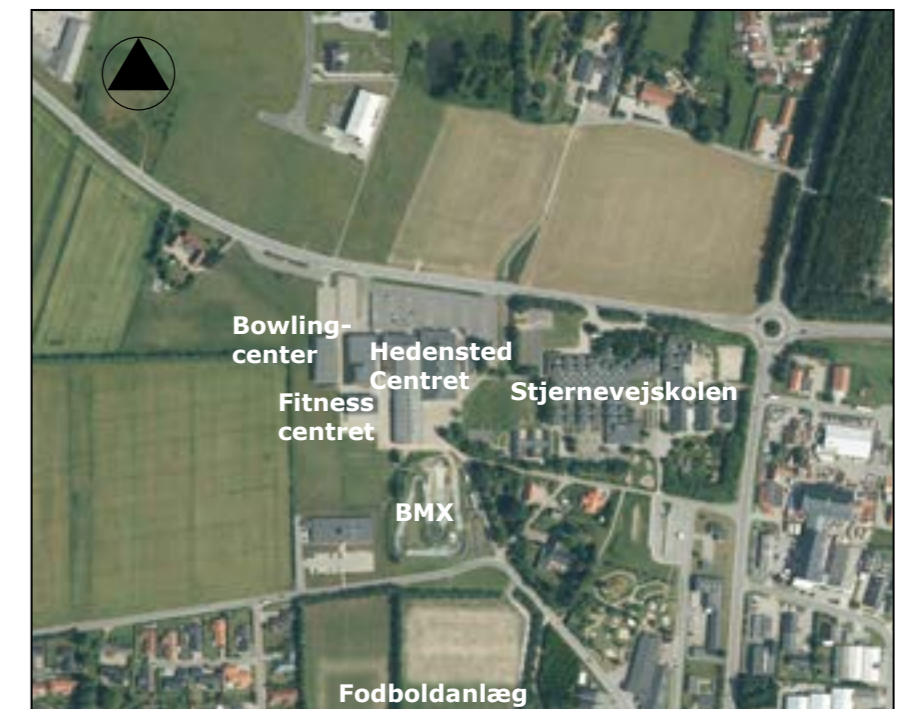 Bowling-
center
Hedensted
Centret
Stjernevejskolen
Fitness
centret
BMX
Fodboldanlæg